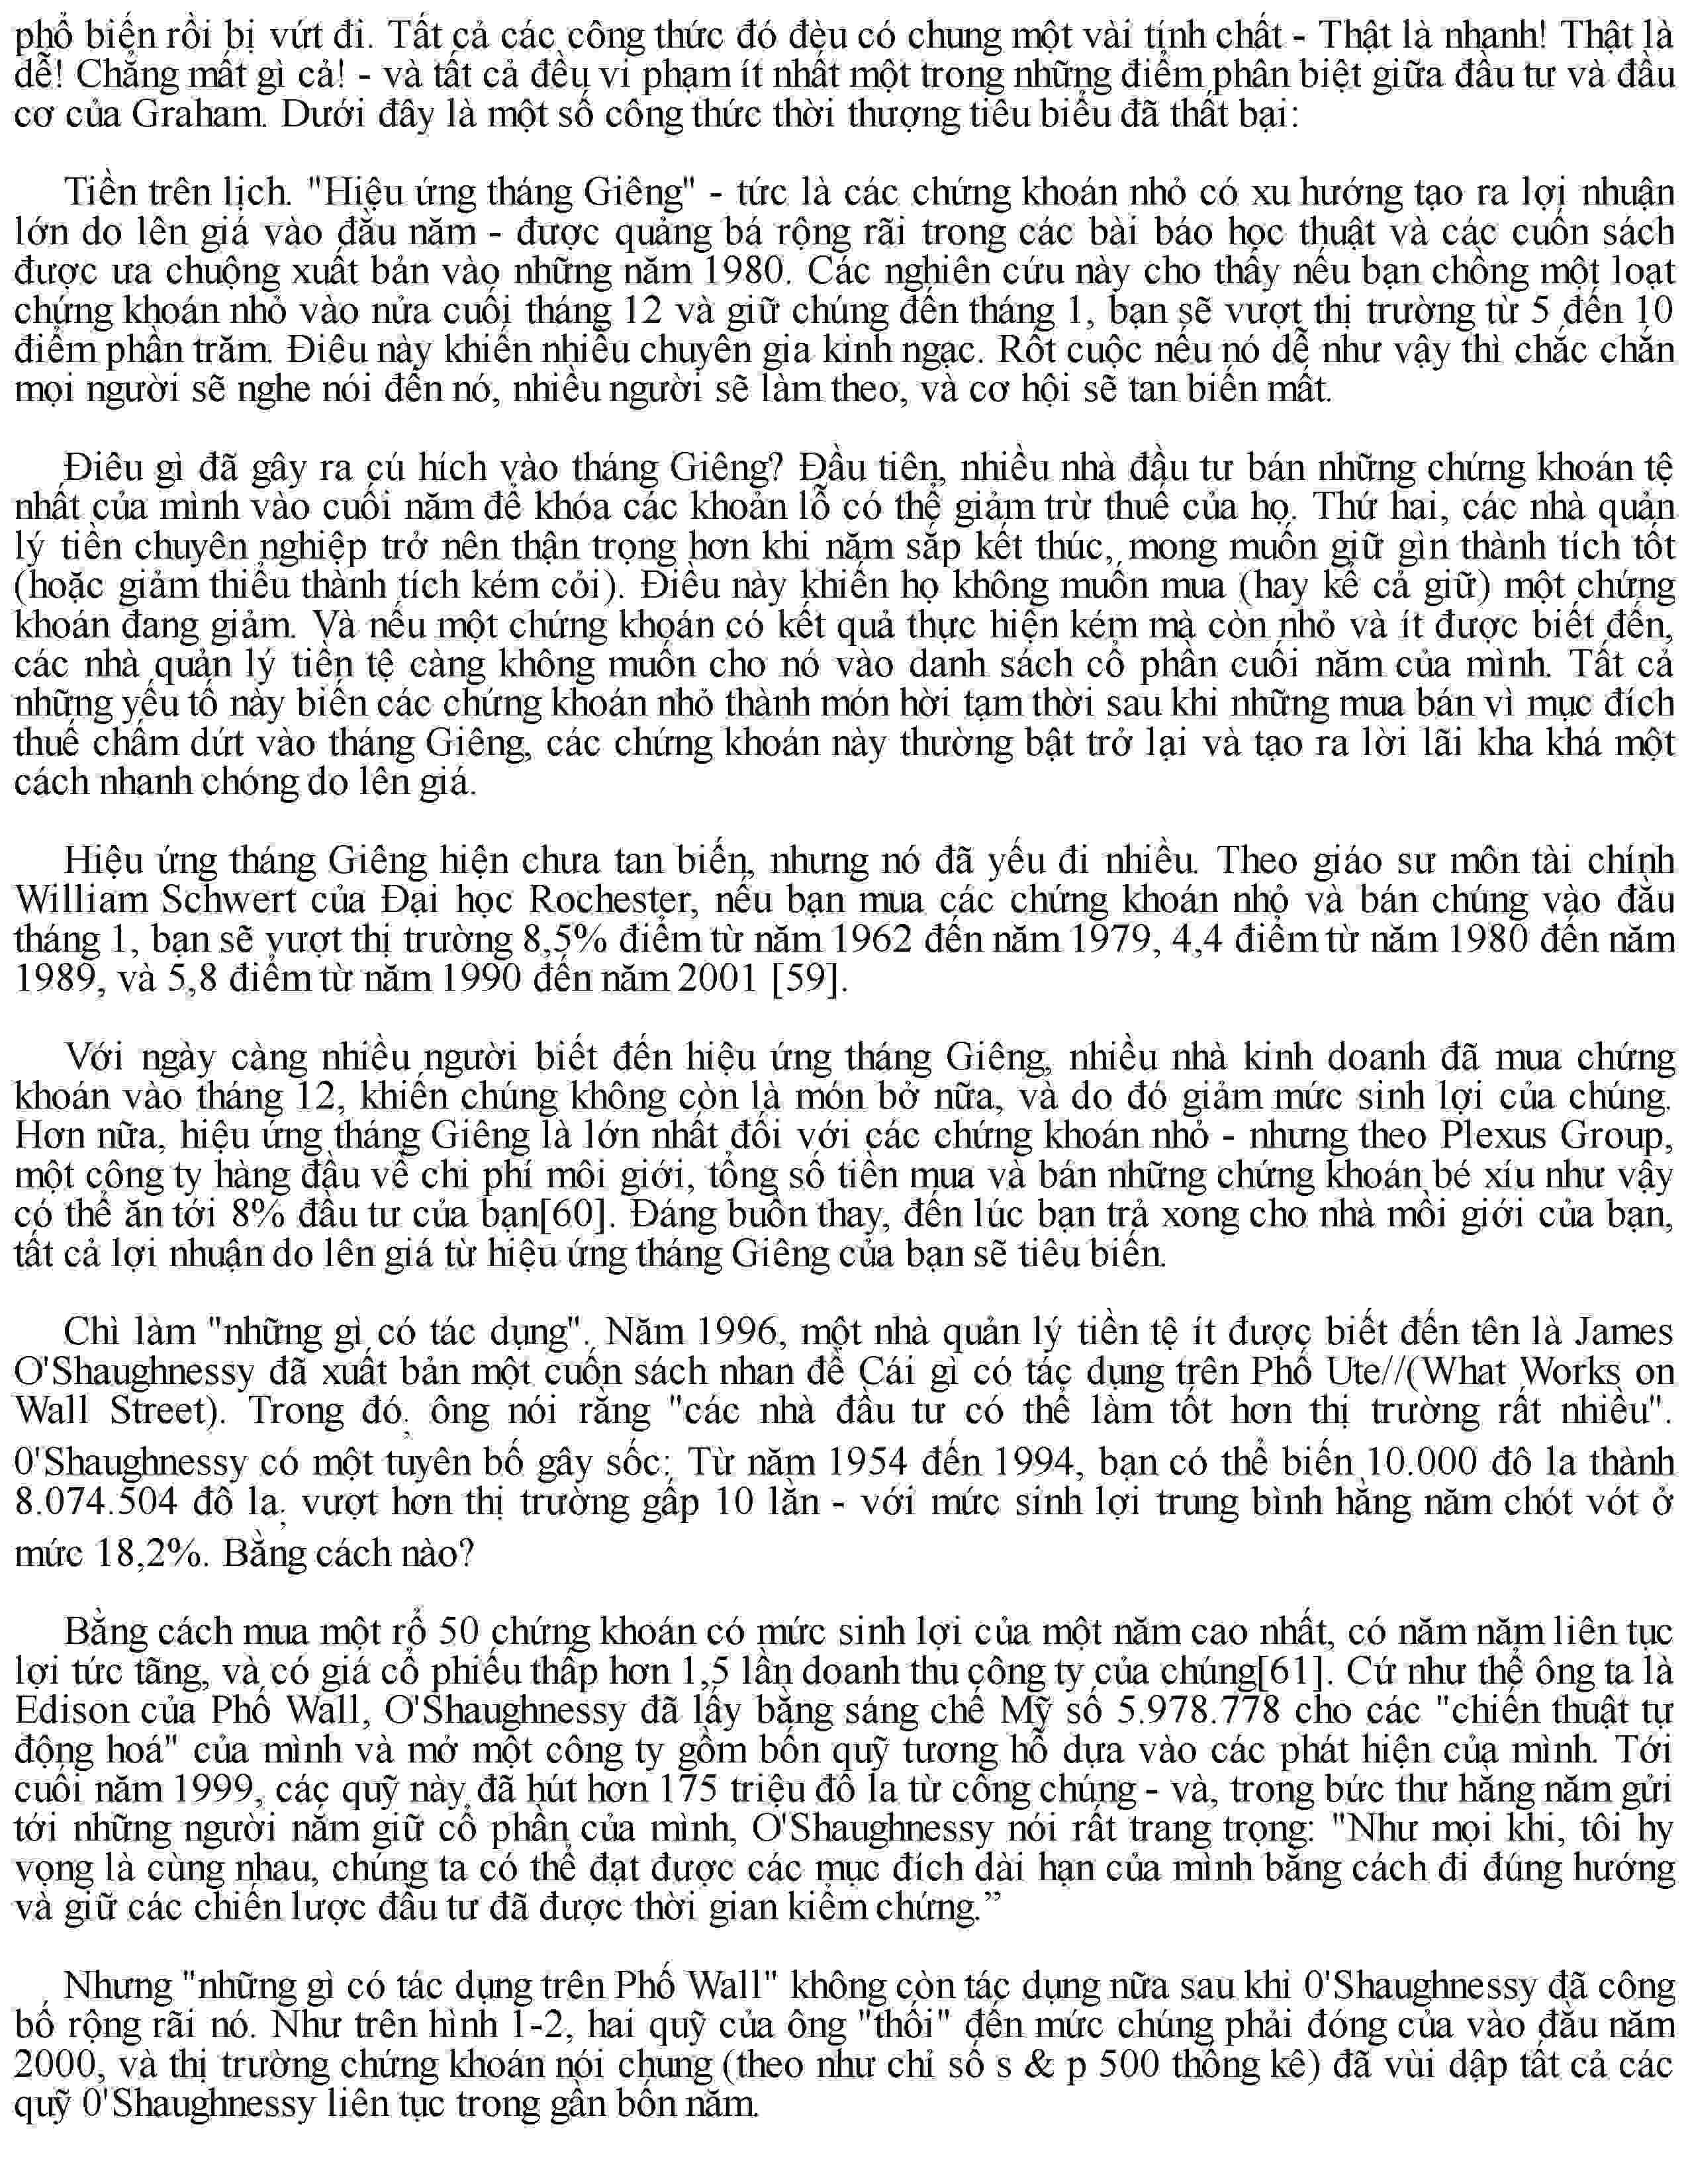 phổ biến rồi bị vứt đi. Tất cả các công thức đó đèu có chung một vài tính chất - Thật là nhanh! Thật là
dễ! Chẳng mất gì cả! - và tất cả đều vi phạm ít nhất một trong những điểm phân biệt giữa đầu tư và đầu
cơ của Graham. Dưới đây là một số công thức thời thượng tiêu biểu đã thất bại:
Tiền trên lịch. "Hiệu ứng tháng Giêng" - tức là các chứng khoán nhỏ có xu hướng tạo ra lợi nhuận
lớn do lên giá vào đầu năm - được quảng bá rộng rãi trong các bài báo học thuật và các cuốn sách
được ưa chuộng xuất bản vào những năm 1980. Các nghiên cứu này cho thấy nếu bạn chồng một loạt
chứng khoán nhỏ vào nửa cuối tháng 12 và giữ chúng đến tháng 1, bạn sẽ vượt thị trường từ 5 đến 10
điểm phần trăm. Điều này khiến nhiều chuyên gia kinh ngạc. Rốt cuộc nếu nó dễ như vậy thì chắc chắn
mọi người sẽ nghe nói đến nó, nhiều người sẽ làm theo, và cơ hội sẽ tan biến mất.
Điều gì đã gây ra cú hích vào tháng Giêng? Đầu tiên, nhiều nhà đầu tư bán những chứng khoán tệ
nhất của mình vào cuối năm để khóa các khoản lỗ có thể giảm trừ thuế của họ. Thứ hai, các nhà quản
lý tiền chuyên nghiệp trở nên thận trọng hơn khi năm sắp kết thúc, mong muốn giữ gìn thành tích tốt
(hoặc giảm thiểu thành tích kém cỏi). Điều này khiến họ không muốn mua (hay kể cả giữ) một chứng
khoán đang giảm. Và nếu một chứng khoán có kết quả thực hiện kém mà còn nhỏ và ít được biết đến,
các nhà quản lý tiền tệ càng không muốn cho nó vào danh sách cổ phần cuối năm của mình. Tất cả
những yếu tố này biến các chứng khoán nhỏ thành món hời tạm thời sau khi những mua bán vì mục đích
thuế chấm dứt vào tháng Giêng, các chứng khoán này thường bật trở lại và tạo ra lời lãi kha khá một
cách nhanh chóng do lên giá.
Hiệu ứng tháng Giêng hiện chưa tan biến, nhưng nó đã yếu đi nhiều. Theo giáo sư môn tài chính
William Schwert của Đại học Rochester, nếu bạn mua các chứng khoán nhỏ và bán chúng vào đầu
tháng 1, bạn sẽ vượt thị trường 8,5% điểm từ năm 1962 đến năm 1979, 4,4 điểm từ năm 1980 đến năm
1989, và 5,8 điểm từ năm 1990 đến năm 2001 [59].
Với ngày càng nhiều người biết đến hiệu ứng tháng Giêng, nhiều nhà kinh doanh đã mua chứng
khoán vào tháng 12, khiến chúng không còn là món bở nữa, và do đó giảm mức sinh lợi của chúng.
Hơn nữa, hiệu ứng tháng Giêng là lớn nhất đối với các chứng khoán nhỏ - nhưng theo Plexus Group,
một công ty hàng đầu về chi phí môi giới, tổng số tiền mua và bán những chứng khoán bé xíu như vậy
có thể ăn tới 8% đầu tư của bạn[60]. Đáng buồn thay, đến lúc bạn trả xong cho nhà mồi giới của bạn,
tất cả lợi nhuận do lên giá từ hiệu ứng tháng Giêng của bạn sẽ tiêu biến.
Chì làm "những gì có tác dụng". Năm 1996, một nhà quản lý tiền tệ ít được biết đến tên là James
O'Shaughnessy đã xuất bản một cuốn sách nhan đề Cái gì có tác dụng trên Phố Ute//(What Works on
Wall Street). Trong đó; ông nói rằng "các nhà đầu tư có thể làm tốt hơn thị trường rất nhiều".
0'Shaughnessy có một tuyên bố gây sốc: Từ năm 1954 đến 1994, bạn có thể biến 10.000 đô la thành
8.074.504 đô la; vượt hơn thị trường gấp 10 lần - với mức sinh lợi trung bình hằng năm chót vót ở
mức 18,2%. Bằng cách nào?
Bằng cách mua một rổ 50 chứng khoán có mức sinh lợi của một năm cao nhất, có năm năm liên tục
lợi tức tăng, và có giá cổ phiếu thấp hơn 1,5 lần doanh thu công ty của chúng[61]. Cứ như thể ông ta là
Edison của Phố Wall, O'Shaughnessy đã lấy bằng sáng chế Mỹ số 5.978.778 cho các "chiến thuật tự
động hoá" của mình và mở một công ty gồm bốn quỹ tương hỗ dựa vào các phát hiện của mình. Tới
cuối năm 1999, các quỹ này đã hút hơn 175 triệu đô la từ công chúng - và, trong bức thư hằng năm gửi
tới những người nắm giữ cổ phần của mình, O'Shaughnessy nói rất trang trọng: "Như mọi khi, tôi hy
vọng là cùng nhau, chúng ta có thể đạt được các mục đích dài hạn của mình bằng cách đi đúng hướng
và giữ các chiến lược đầu tư đã được thời gian kiểm chứng.”
Nhưng "những gì có tác dụng trên Phố Wall" không còn tác dụng nữa sau khi 0'Shaughnessy đã công
bố rộng rãi nó. Như trên hình 1-2, hai quỹ của ông "thối" đến mức chúng phải đóng của vào đầu năm
2000, và thị trường chứng khoán nói chung (theo như chỉ số s & p 500 thống kê) đã vùi dập tất cả các
quỹ 0'Shaughnessy liên tục trong gần bốn năm.